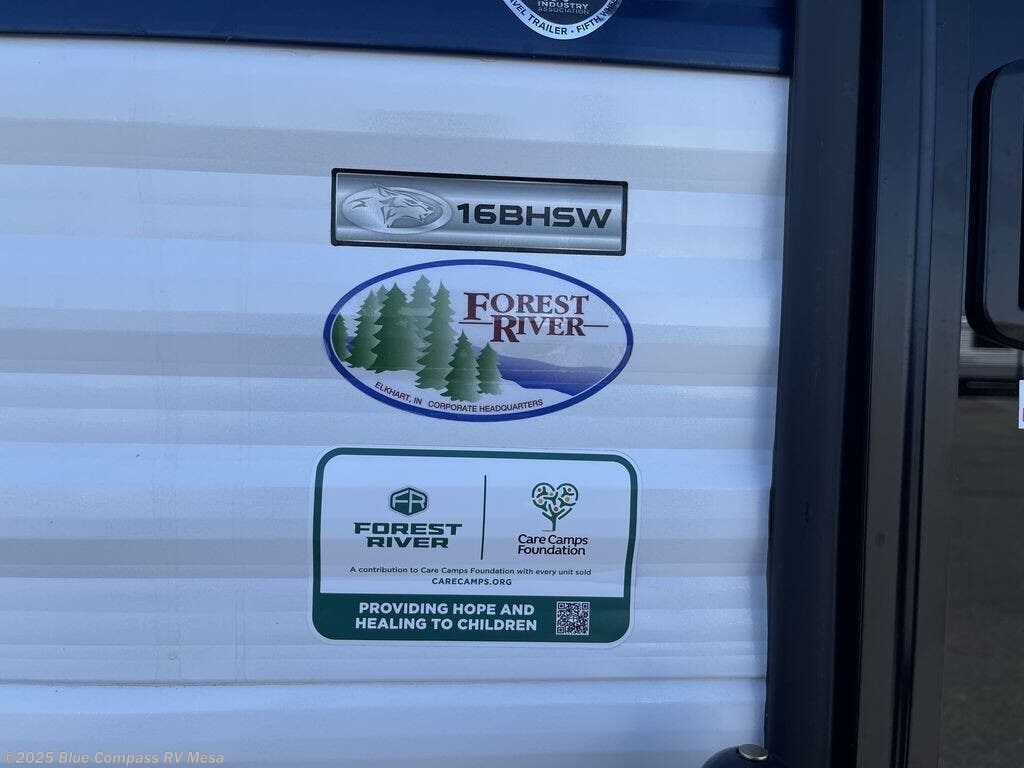 INDUSTRY
ASSOCIATION
TRAVEL TRAILER • FIFTH
16BHSW
FOREST
RIVER
ELKHART, IN CORPORATE HEADQUARTERS
FR
FOREST
RIVER
Care Camps
Foundation
A contribution to Care Camps Foundation with every unit sold
CARECAMPS.ORG
PROVIDING HOPE AND
HEALING TO CHILDREN
©2025 Blue Compass RV Mesa